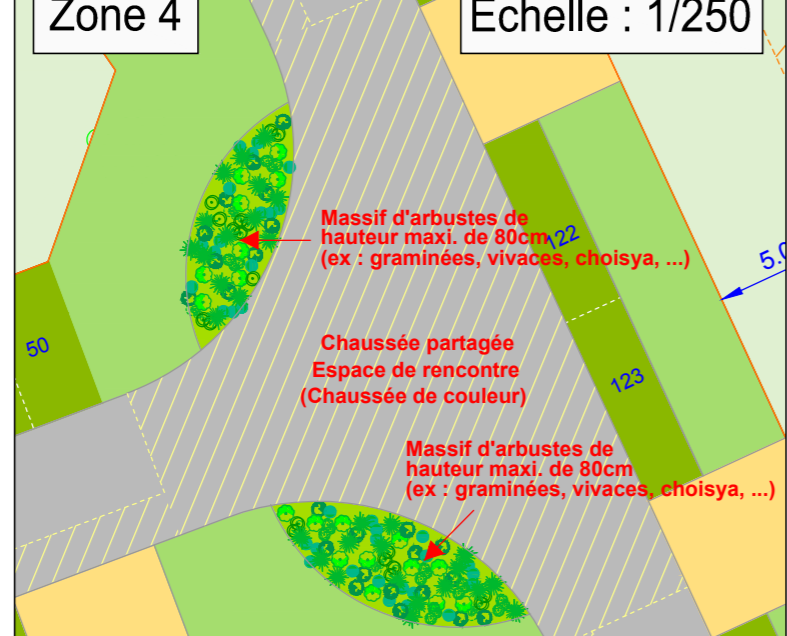 Zone 4
Echelle : 1/250
Massif d'arbustes de
hauteur maxi. de 80cm
(ex : graminées, vivaces, choisya, ...)
122
5.0
50
Chaussée partagée
Espace de rencontre
(Chaussée de couleur)
123
Massif d'arbustes de
hauteur maxi. de 80cm
(ex : graminées, vivaces, choisya, ...)